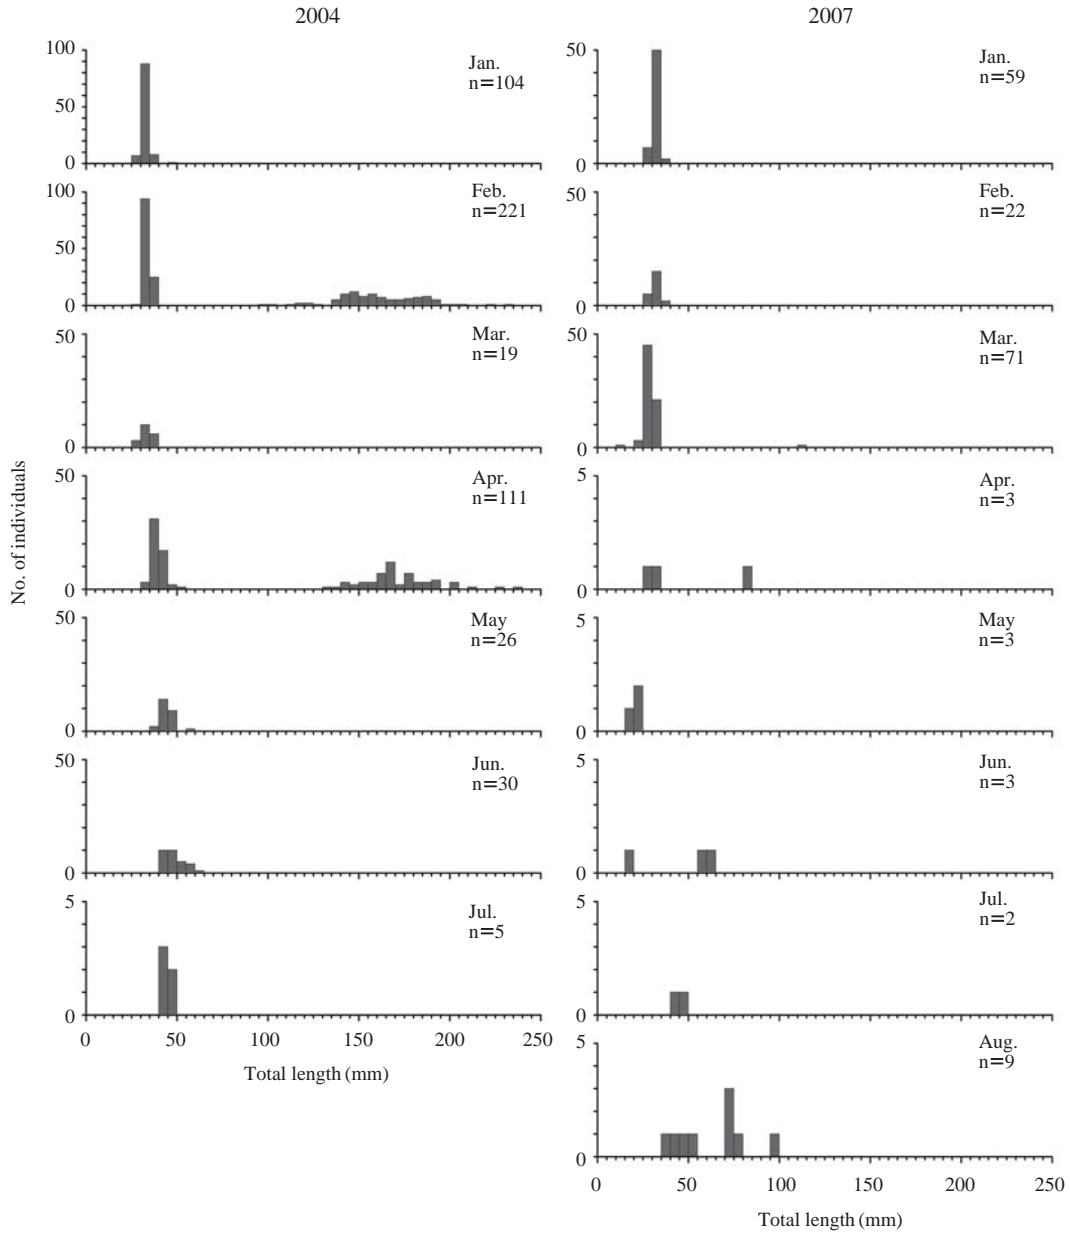 2004
100
50
0
Jan.
n=104
100
50
0
Feb.
n=221
50
0
Mar.
n=19
50
0
Apr.
n=111
50
0
May
n=26
50
0
Jun.
n=30
5
0
Jul.
n=5
0 50 100 150 200 250
Total length (mm)
No. of individuals
2007
50
0
Jan.
n=59
50
0
Feb.
n=22
50
0
Mar.
n=71
5
0
Apr.
n=3
5
0
May
n=3
5
0
Jun.
n=3
5
0
Jul.
n=2
5
0
Aug.
n=9
0 50 100 150 200 250
Total length (mm)